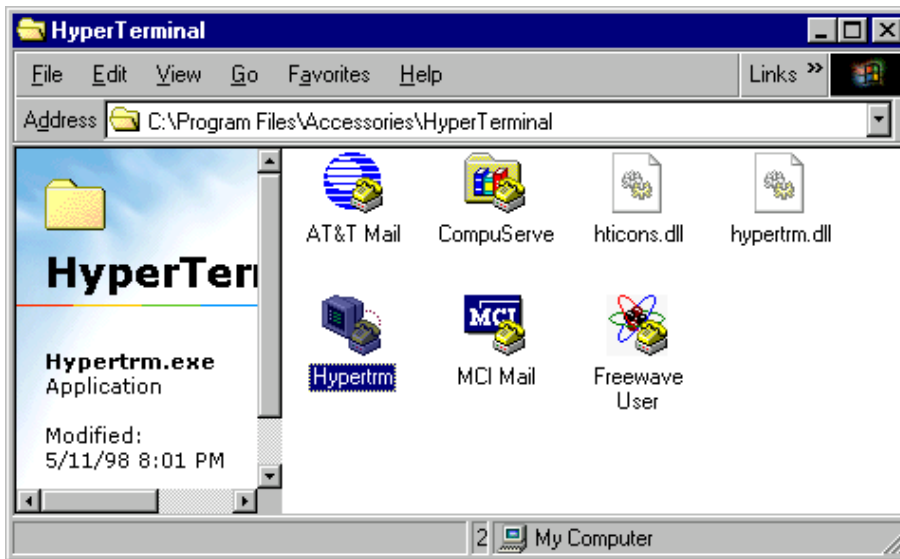 HyperTerminal
File Edit View Go Favorites Help Links »
Address C:\Program Files\Accessories\HyperTerminal
HyperTer
Hypertrm.exe
Application
Modified:
5/11/98 8:01 PM
AT&T Mail CompuServe hticons.dll hypertrm.dll
MCI
Hypertrm MCI Mail Freewave
User
2 My Computer